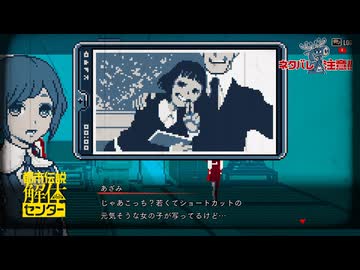 ネタバレ注意!!
都市伝説
解体
センター
あざみ
じゃあこっち？若くてショートカットの
元気そうな女の子が写ってるけど…